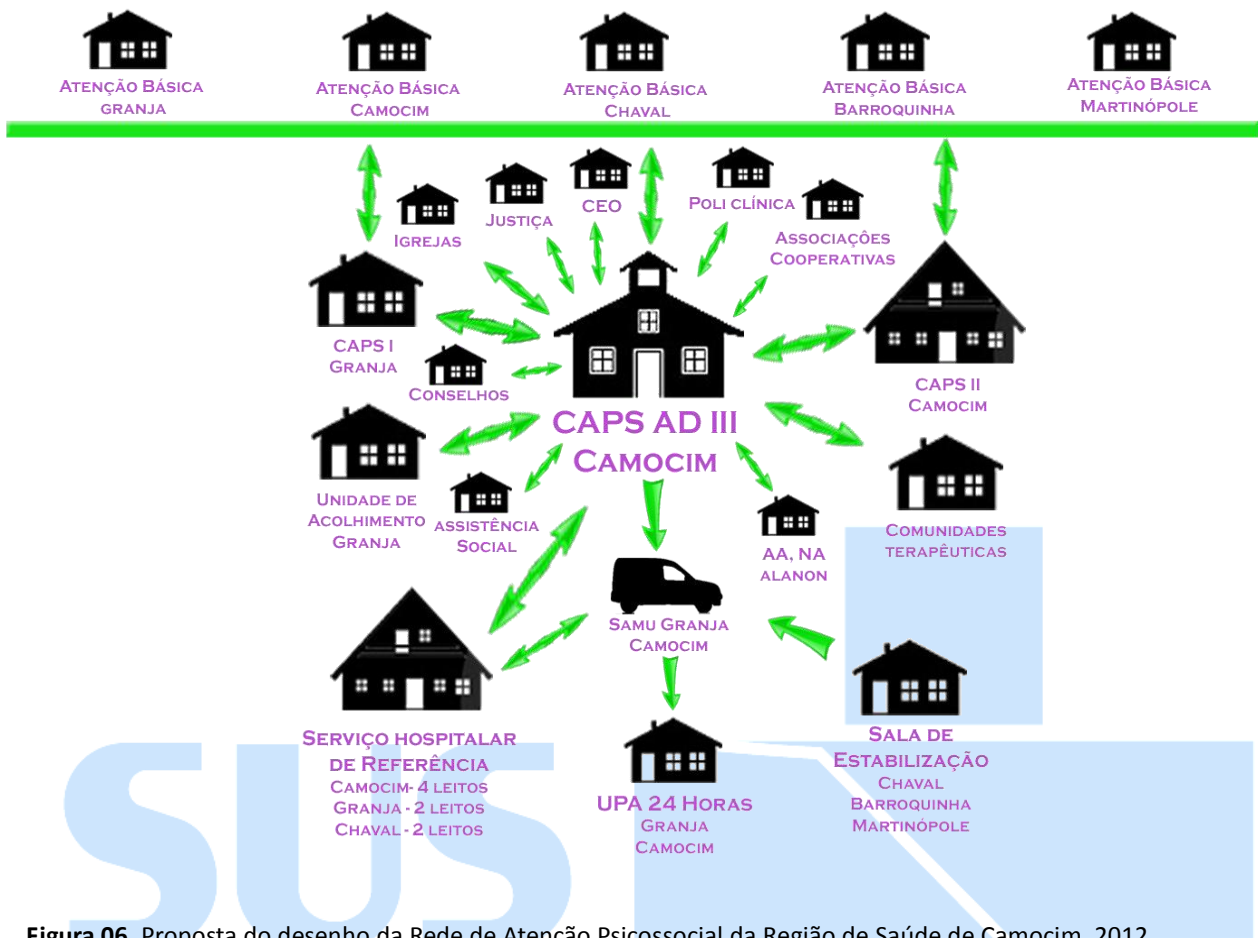 Atenção Básica
granja
Atenção Básica
Camocim
Atenção Básica
Chaval
Atenção Básica
Barroquinha
Atenção Básica
Martinópole
Igrejas
Justiça
CEO
Poli clínica
Associações
Cooperativas
CAPS I
Granja
Conselhos
CAPS AD III
Camocim
CAPS II
Camocim
Unidade de
Acolhimento
Granja
assistência
Social
AA, NA
alanon
Comunidades
terapêuticas
Samu Granja
Camocim
Serviço hospitalar
de Referência
Camocim- 4 leitos
Granja - 2 leitos
Chaval - 2 leitos
UPA 24 Horas
Granja
Camocim
Sala de
Estabilização
Chaval
Barroquinha
Martinópole
SUS
Figura 06. Proposta do desenho da Rede de Atenção Psicossocial da Região de Saúde de Camocim, 2012